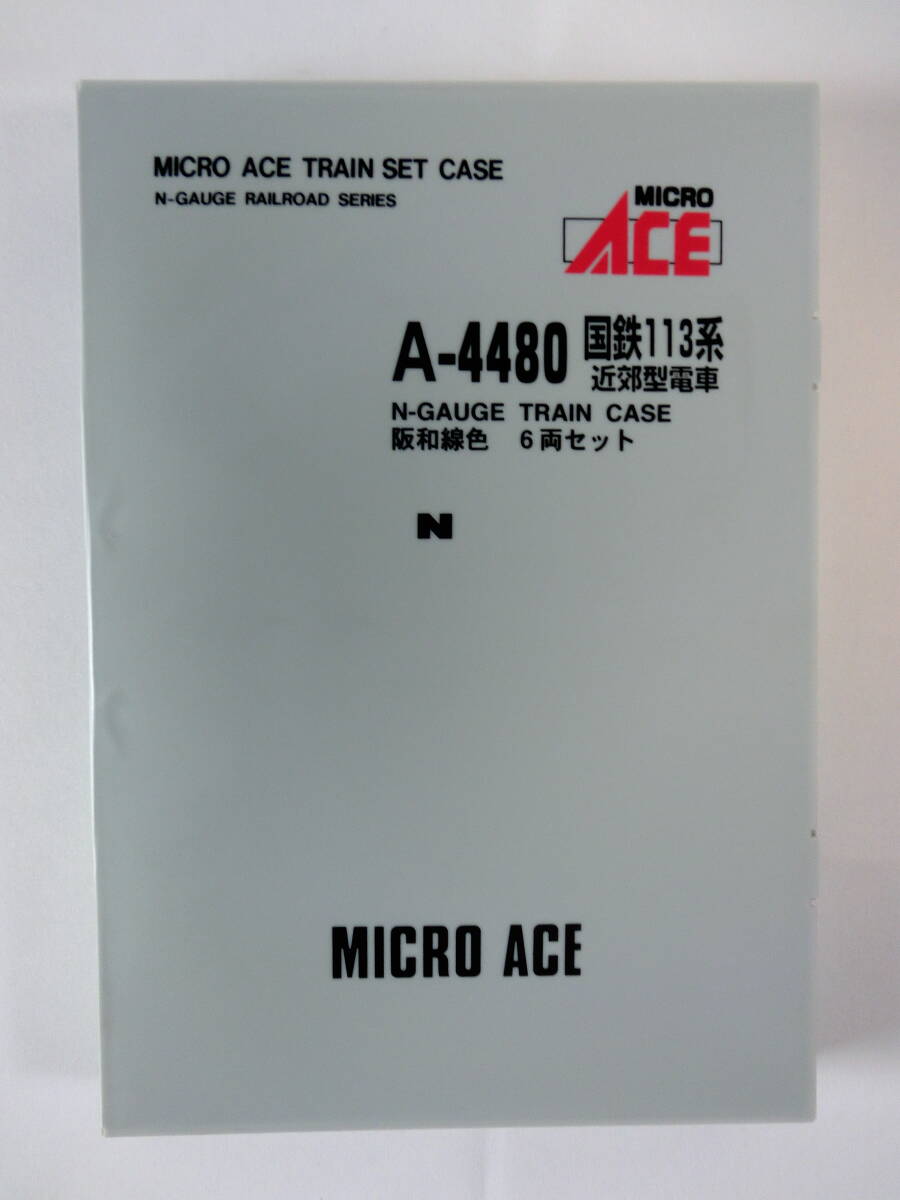 MICRO ACE TRAIN SET CASE
N-GAUGE RAILROAD SERIES
MICRO
ACE
A-4480 国鉄113系
近郊型電車
N-GAUGE TRAIN CASE
阪和線色 6両セット
N
MICRO ACE